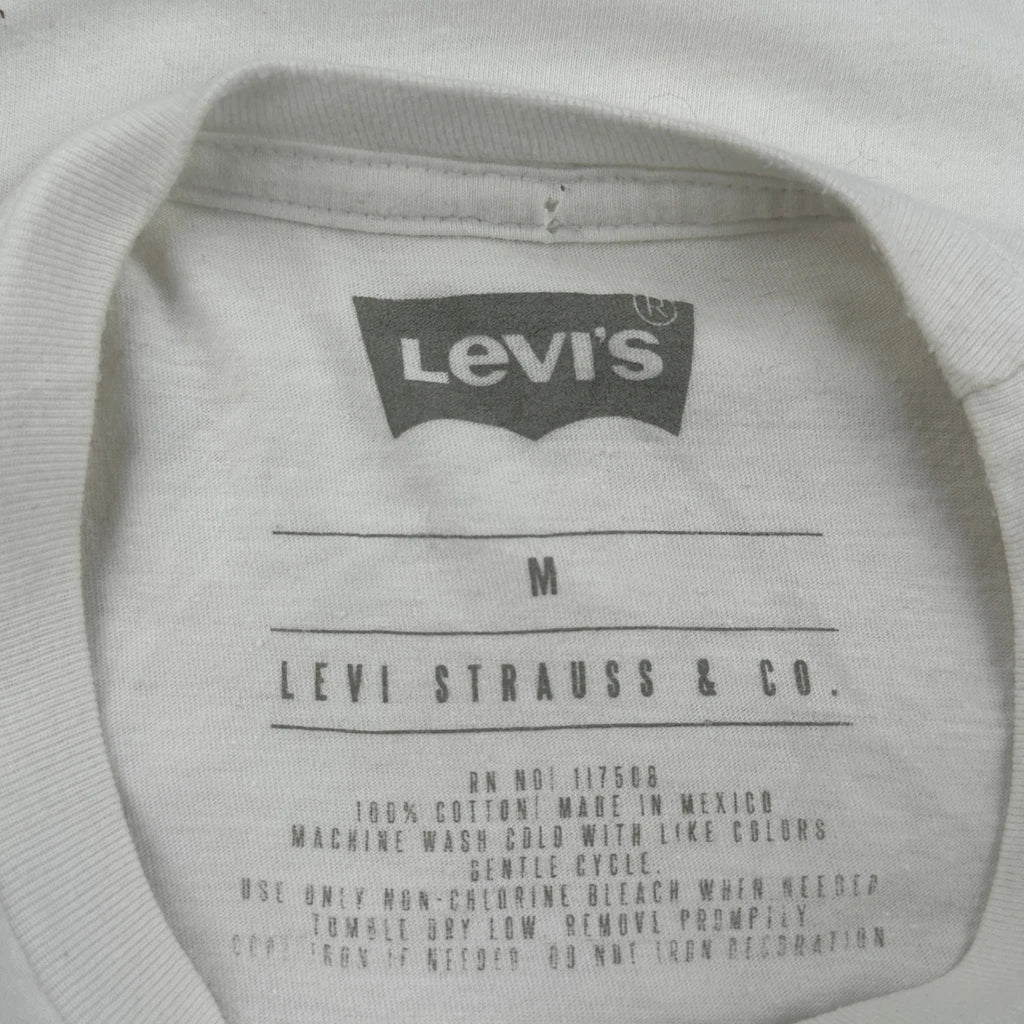 LEVI'S®
M
LEVI STRAUSS & CO.
RN NO! 117508
100% COTTON! MADE IN MEXICO
MACHINE WASH COLD WITH LIKE COLORS
GENTLE CYCLE.
USE ONLY NON-CHLORINE BLEACH WHEN NEEDED
TUMBLE DRY LOW. REMOVE PROMPTLY
IRON IF NEEDED DO NOT IRON DECORATION